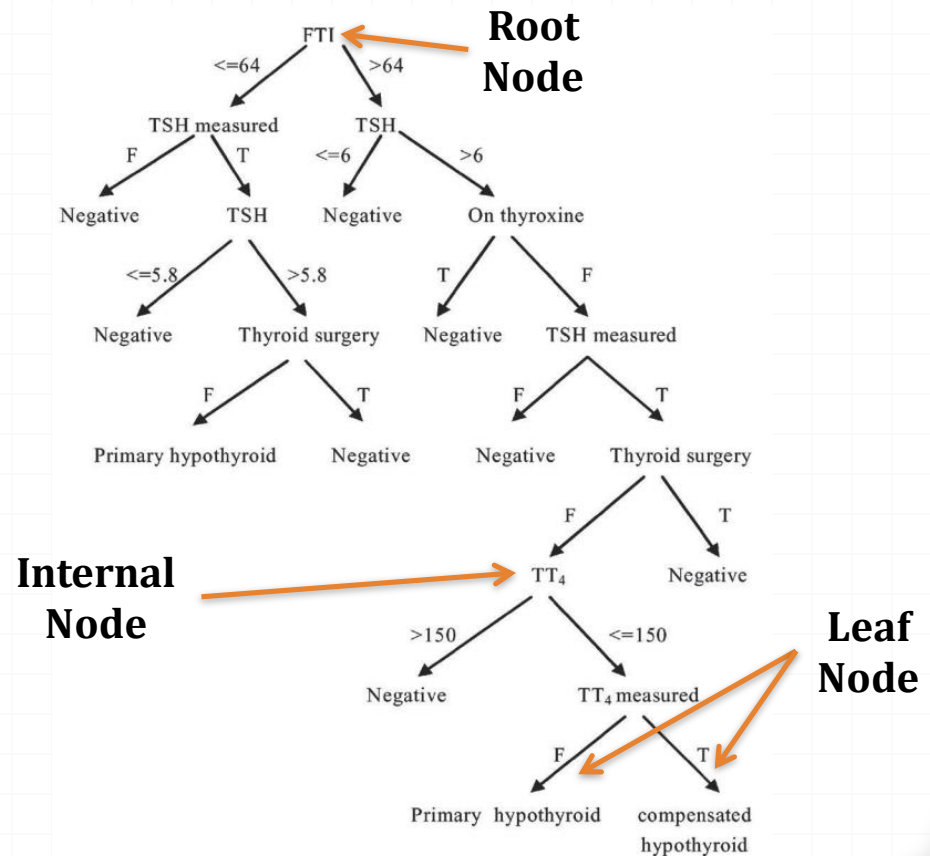 Root
Node
FTI
<=64
>64
TSH measured
TSH
F
T
<=6
>6
Negative
TSH
Negative
On thyroxine
<=5.8
>5.8
T
F
Negative
Thyroid surgery
Negative
TSH measured
F
T
F
T
Primary hypothyroid
Negative
Negative
Thyroid surgery
F
T
Internal
Node
TT₄
Negative
>150
<=150
Leaf
Node
Negative
TT₄ measured
F
T
Primary hypothyroid
compensated
hypothyroid